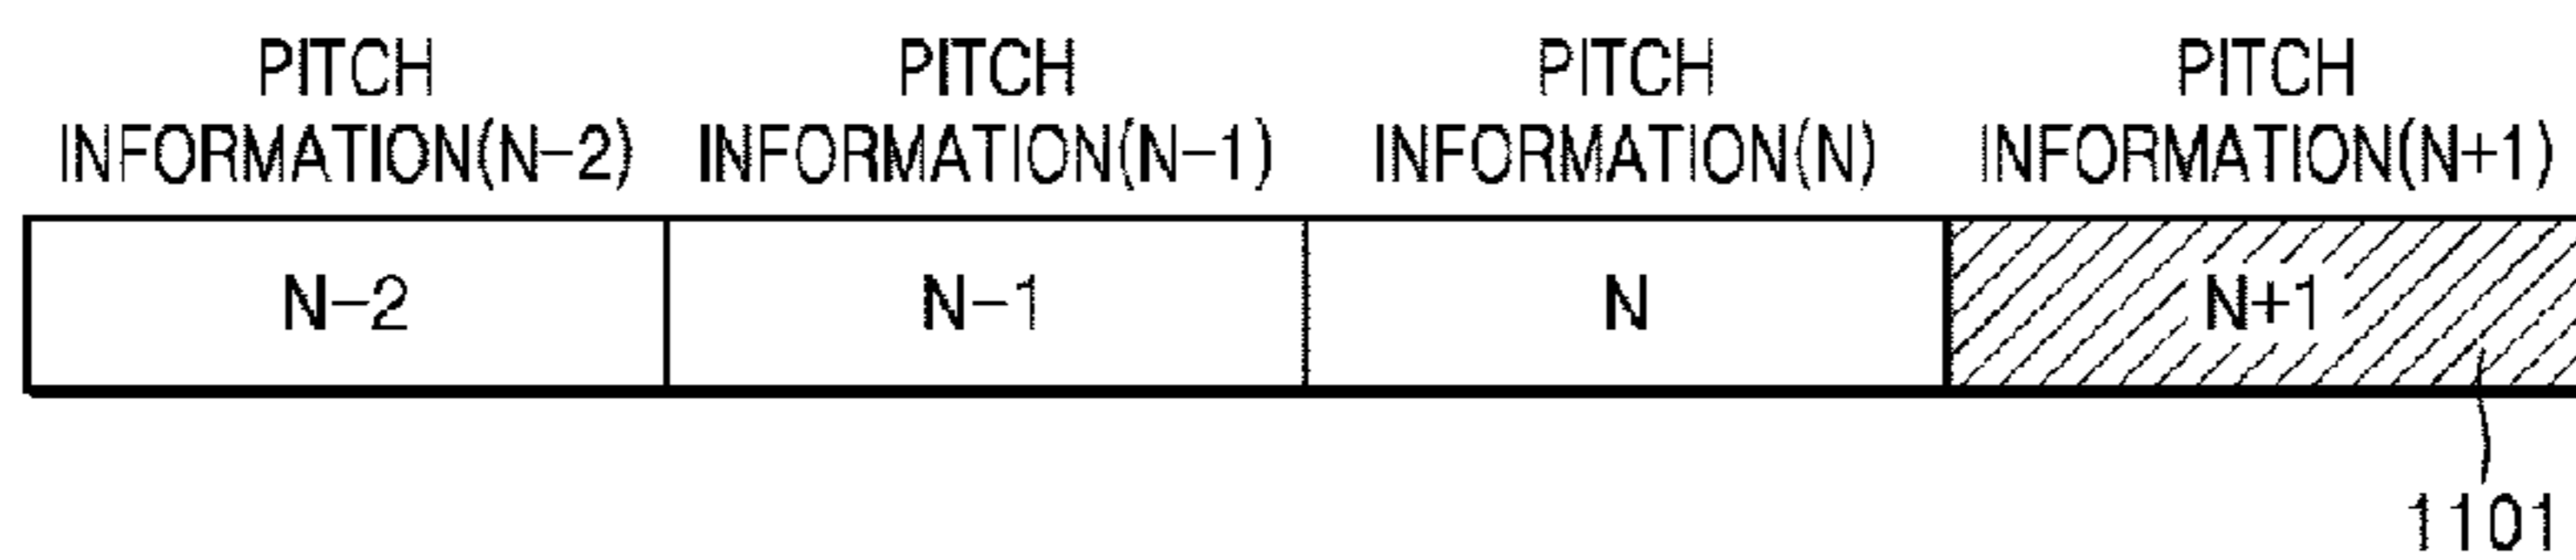 PITCH
INFORMATION(N-2)
PITCH
INFORMATION(N-1)
PITCH
INFORMATION(N)
PITCH
INFORMATION(N+1)
N-2
N-1
N
N+1
1101